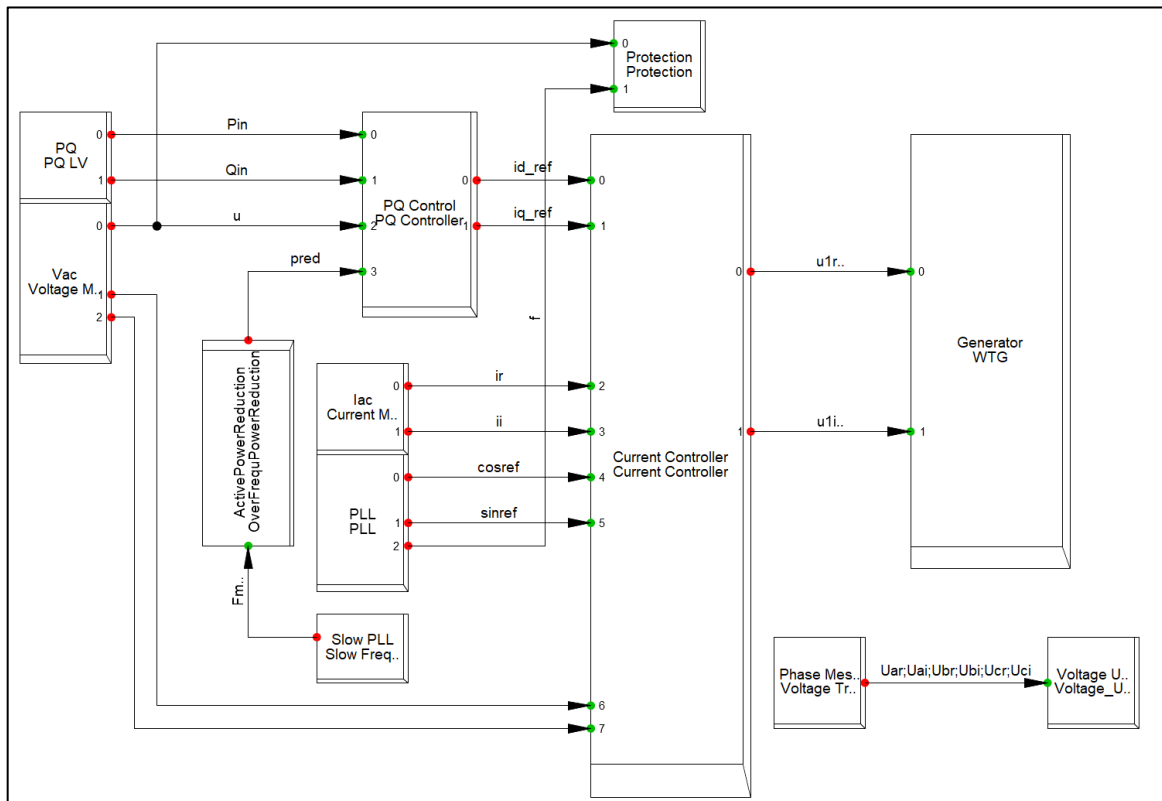 0
Protection
Protection
1
0
Pin
0
PQ
PQ LV
1
Qin
1
0
id_ref
0
PQ Control
PQ Controller
0
u
2
1
iq_ref
1
pred
3
Vac
Voltage M..
1
2
0
u1r..
0
f
Generator
WTG
ActivePowerReduction
OverFrequPowerReduction
0
ir
2
Iac
Current M..
1
ii
3
1
u1i..
1
Current Controller
Current Controller
0
cosref
4
PLL
PLL
1
sinref
5
2
Fm..
Slow PLL
Slow Freq..
Phase Mes..
Voltage Tr..
Uar;Uai;Ubr;Ubi;Ucr;Uci
Voltage U..
Voltage_U..
6
7